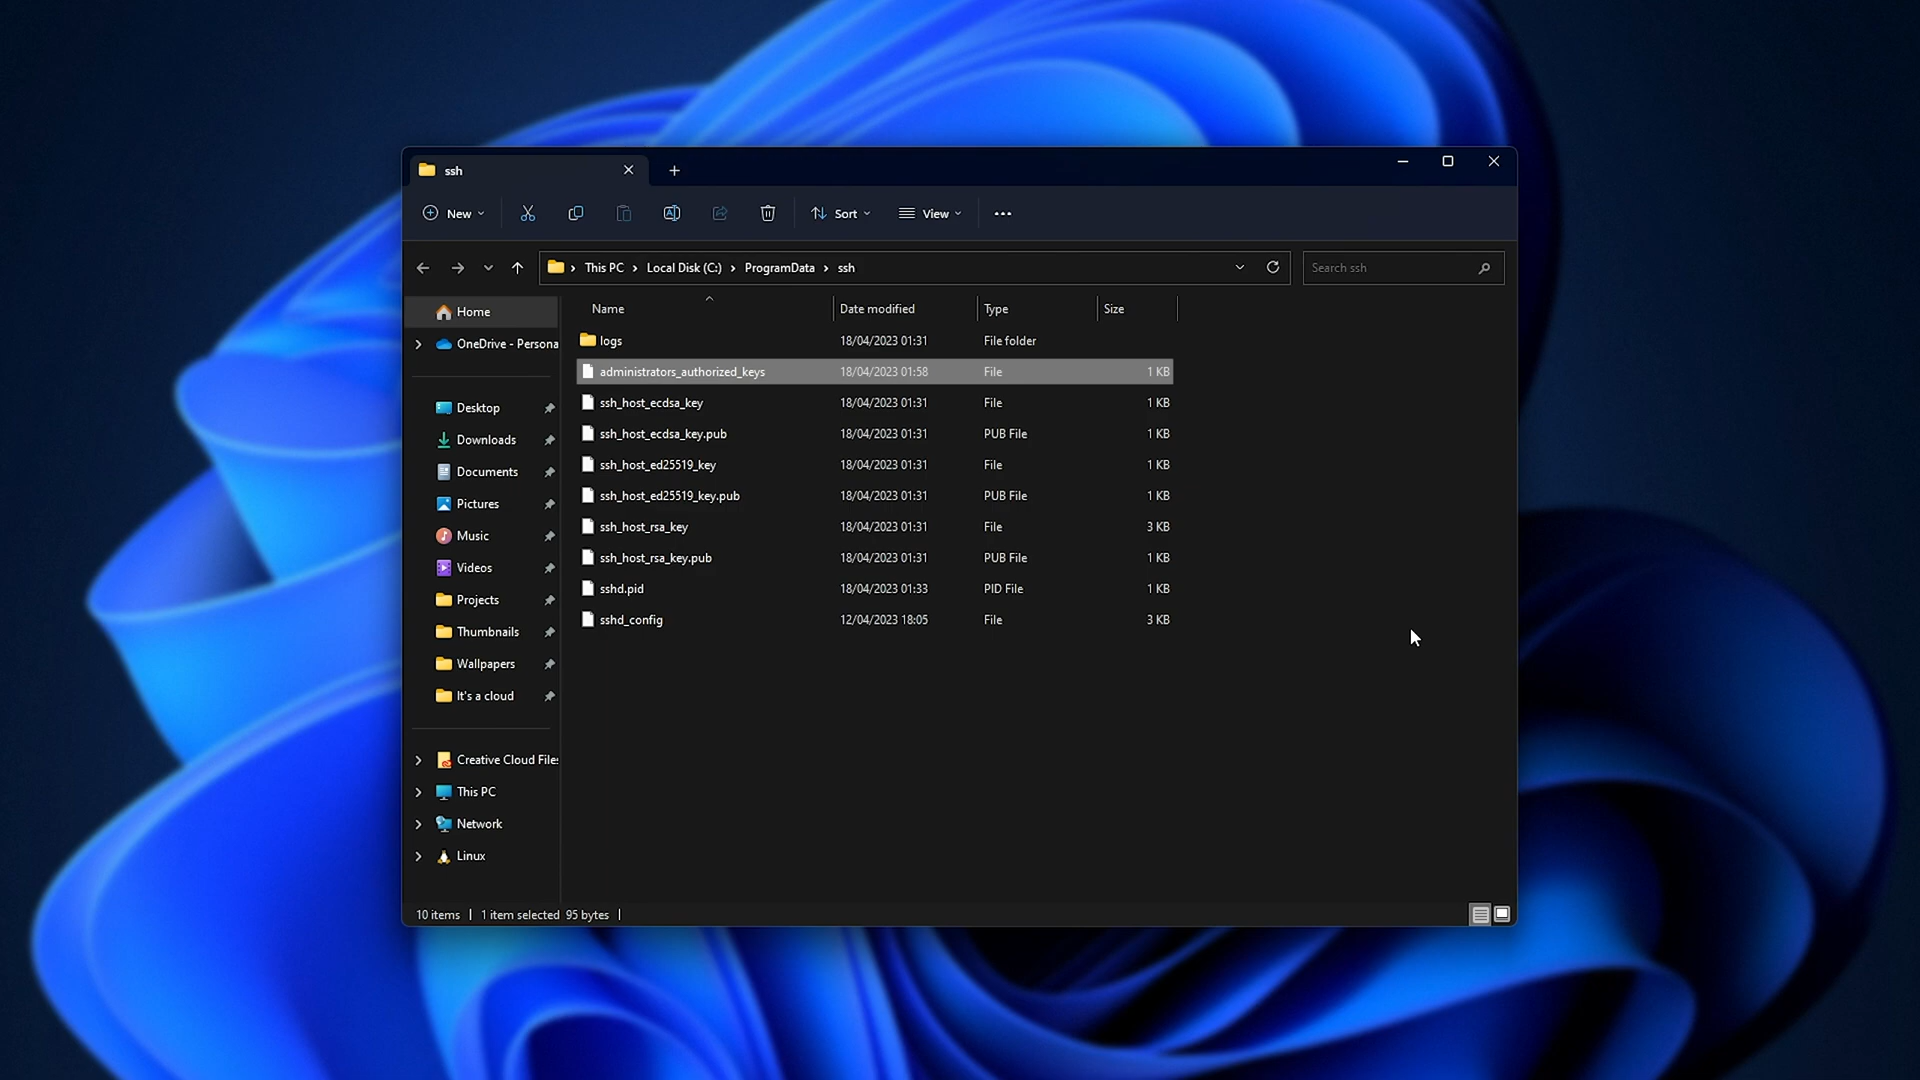 ssh
New
Sort
View
This PC
Local Disk (C:)
ProgramData
ssh
Search ssh
Home
OneDrive - Persona
Desktop
Downloads
Documents
Pictures
Music
Videos
Projects
Thumbnails
Wallpapers
It's a cloud
Creative Cloud Files
This PC
Network
Linux
Name Date modified Type Size
logs 18/04/2023 01:31 File folder
administrators_authorized_keys 18/04/2023 01:58 File 1 KB
ssh_host_ecdsa_key 18/04/2023 01:31 File 1 KB
ssh_host_ecdsa_key.pub 18/04/2023 01:31 PUB File 1 KB
ssh_host_ed25519_key 18/04/2023 01:31 File 1 KB
ssh_host_ed25519_key.pub 18/04/2023 01:31 PUB File 1 KB
ssh_host_rsa_key 18/04/2023 01:31 File 3 KB
ssh_host_rsa_key.pub 18/04/2023 01:31 PUB File 1 KB
sshd.pid 18/04/2023 01:33 PID File 1 KB
sshd_config 12/04/2023 18:05 File 3 KB
10 items | 1 item selected 95 bytes |